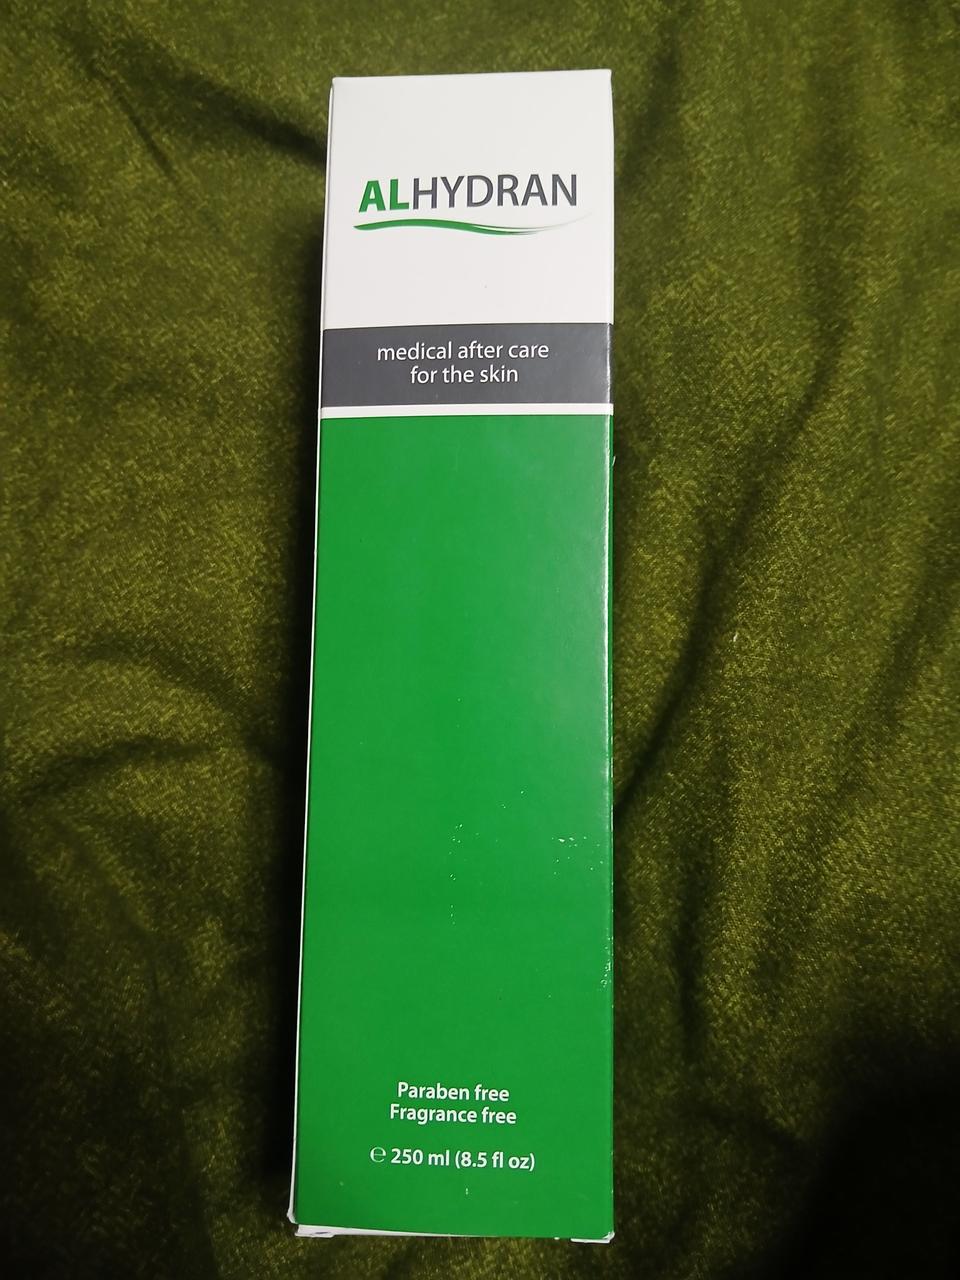 ALHYDRAN
medical after care
for the skin
Paraben free
Fragrance free
℮ 250 ml (8.5 fl oz)